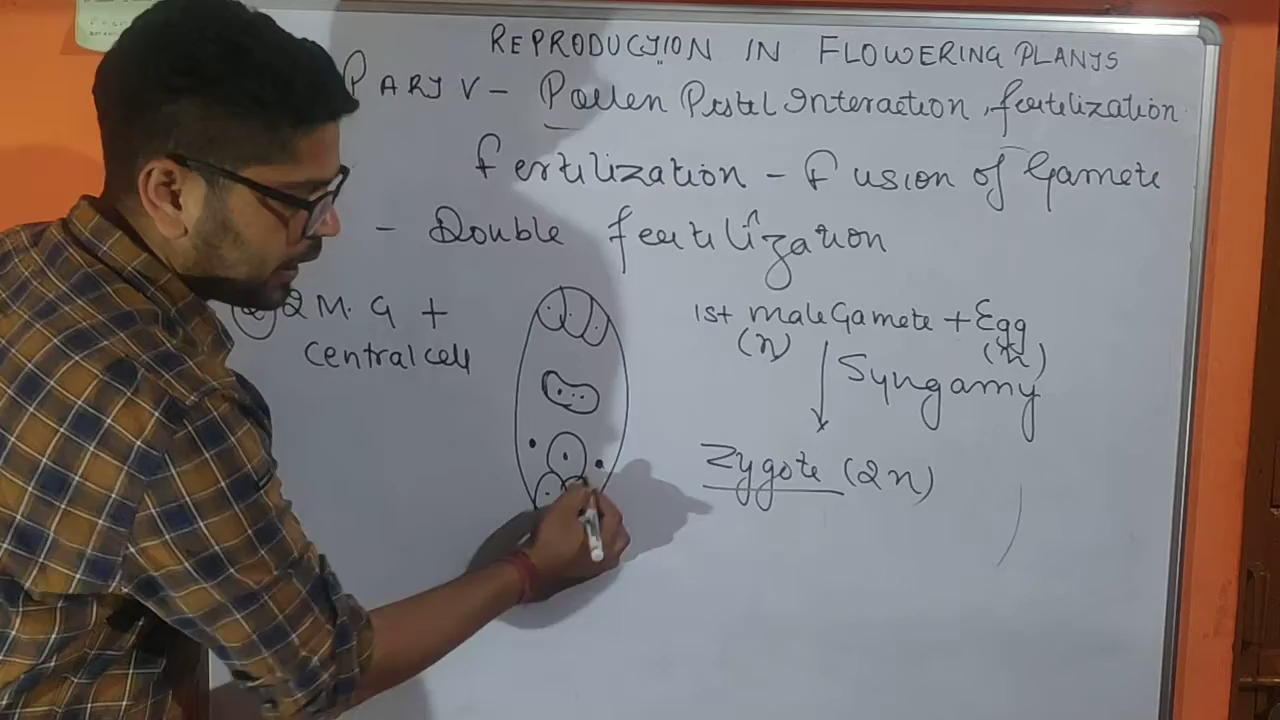 REPRODUCTION IN FLOWERING PLANTS
PART V - Pollen Pistil Interaction, fertilization
fertilization - fusion of Gamete
- Double fertilization
② 2 M.G +
Central cell
1st male Gamete + Egg
(n) (n)
Syngamy
Zygote (2n)